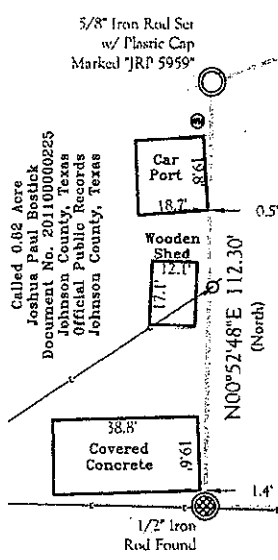 5/8" Iron Rod Set
w/ Plastic Cap
Marked "JRP 5959"
3
Car
Port
19.8'
18.7'
0.5'
Called 0.62 Acre
Joshua Paul Bostick
Document No. 201100000225
Johnson County, Texas
Official Public Records
Johnson County, Texas
Wooden
Shed
12.1'
17.1'
N00°52'48"E 112.30'
(North)
38.8'
Covered
Concrete
19.9'
1.4'
1/2" Iron
Rod Found